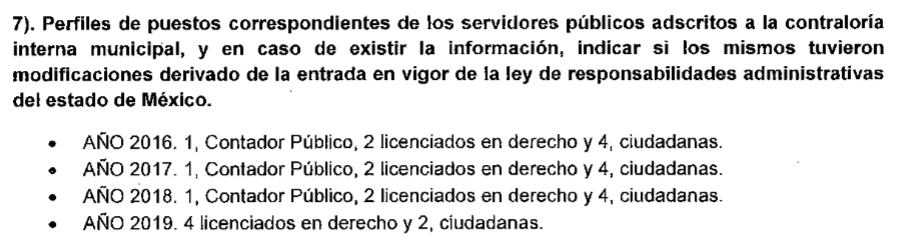 7). Perfiles de puestos correspondientes de los servidores públicos adscritos a la contraloría
interna municipal, y en caso de existir la información, indicar si los mismos tuvieron
modificaciones derivado de la entrada en vigor de la ley de responsabilidades administrativas
del estado de México.
• AÑO 2016. 1, Contador Público, 2 licenciados en derecho y 4, ciudadanas.
• AÑO 2017. 1, Contador Público, 2 licenciados en derecho y 4, ciudadanas.
• AÑO 2018. 1, Contador Público, 2 licenciados en derecho y 4, ciudadanas.
• AÑO 2019. 4 licenciados en derecho y 2, ciudadanas.